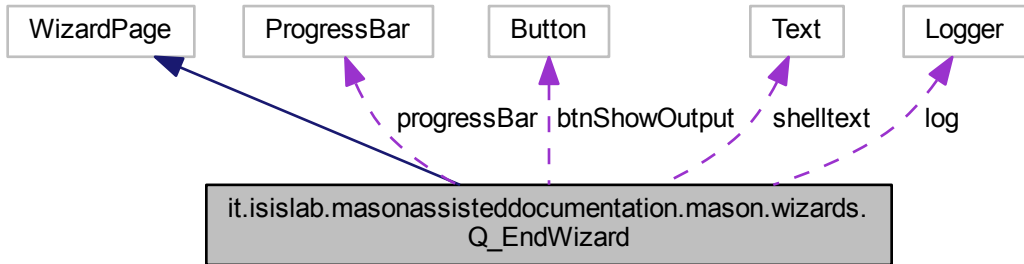 WizardPage
ProgressBar
Button
Text
Logger
progressBar
btnShowOutput
shelltext
log
it.isislab.masonassisteddocumentation.mason.wizards.
Q_EndWizard